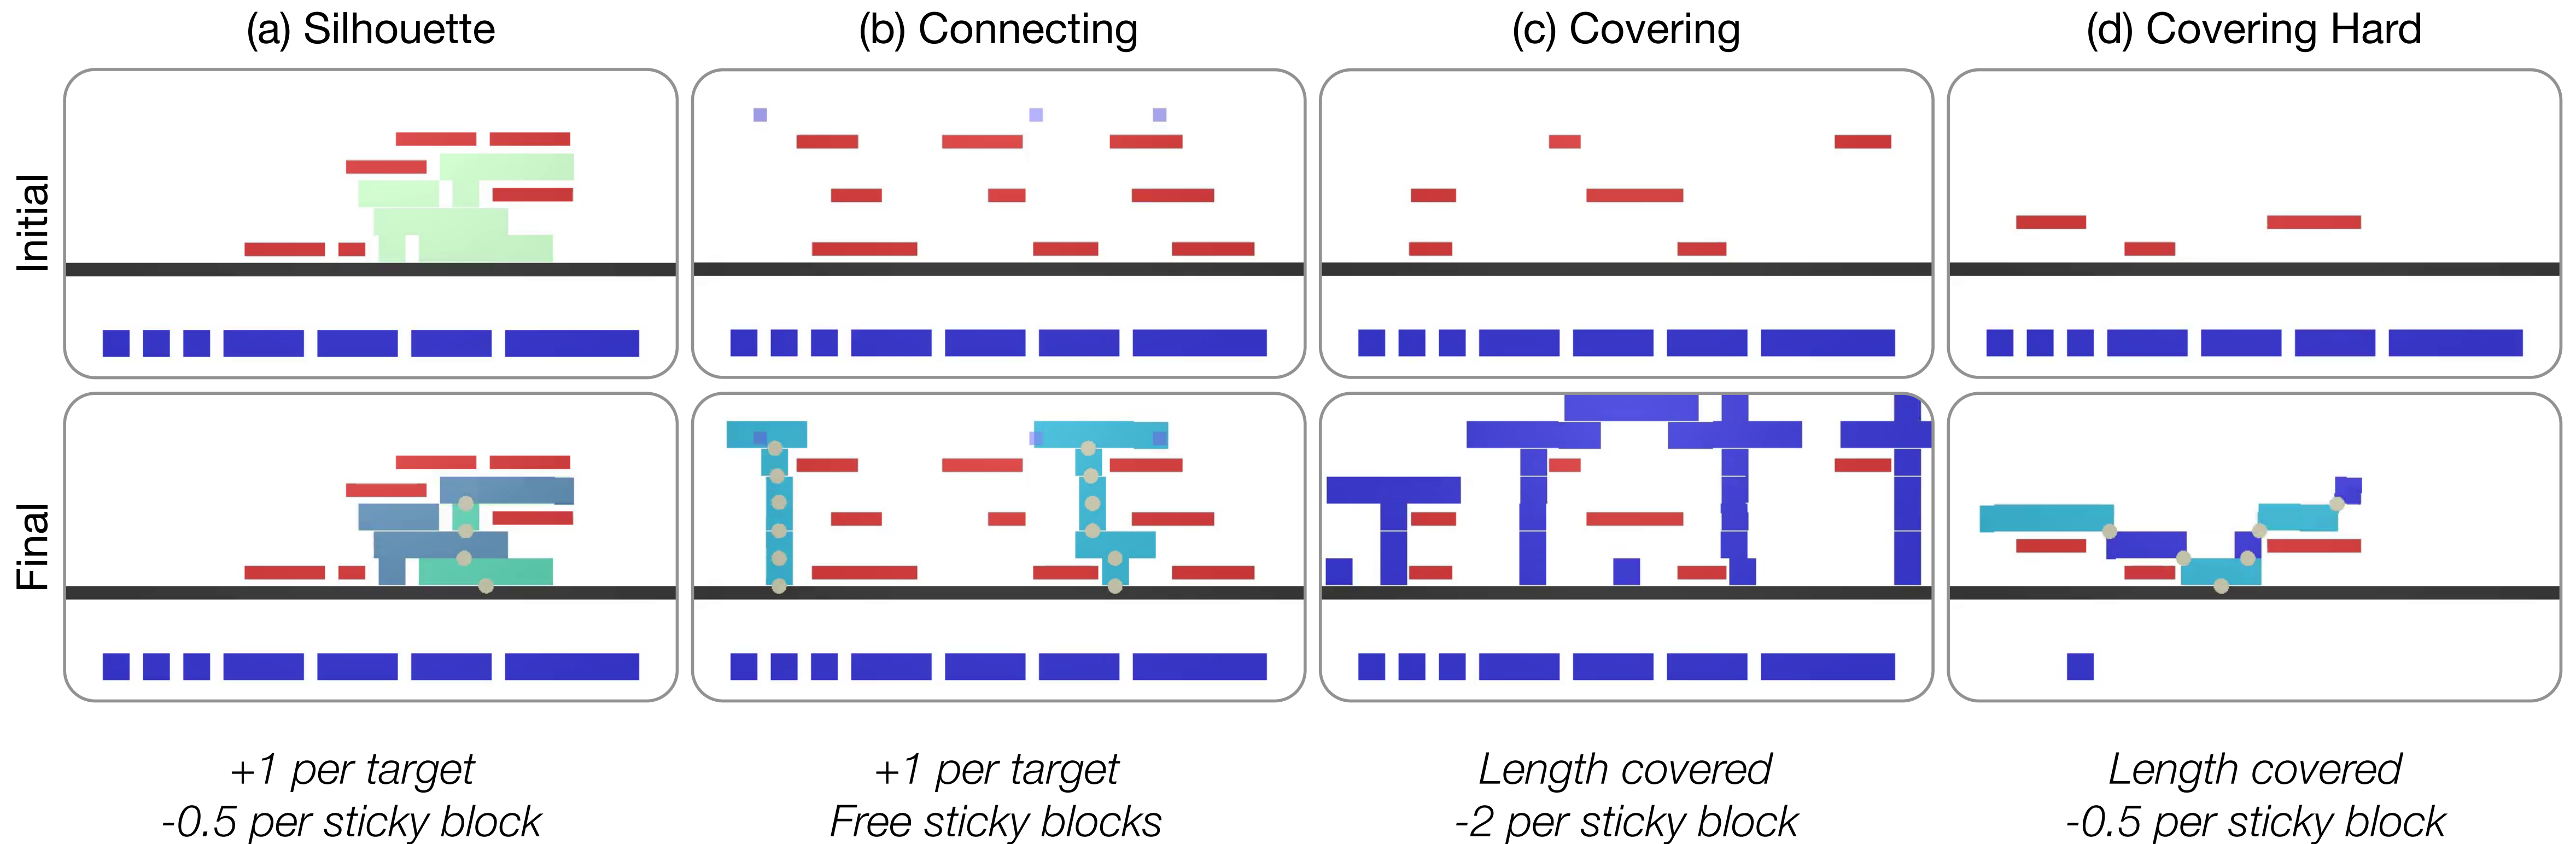 (a) Silhouette
(b) Connecting
(c) Covering
(d) Covering Hard
Initial
Final
+1 per target
-0.5 per sticky block
+1 per target
Free sticky blocks
Length covered
-2 per sticky block
Length covered
-0.5 per sticky block